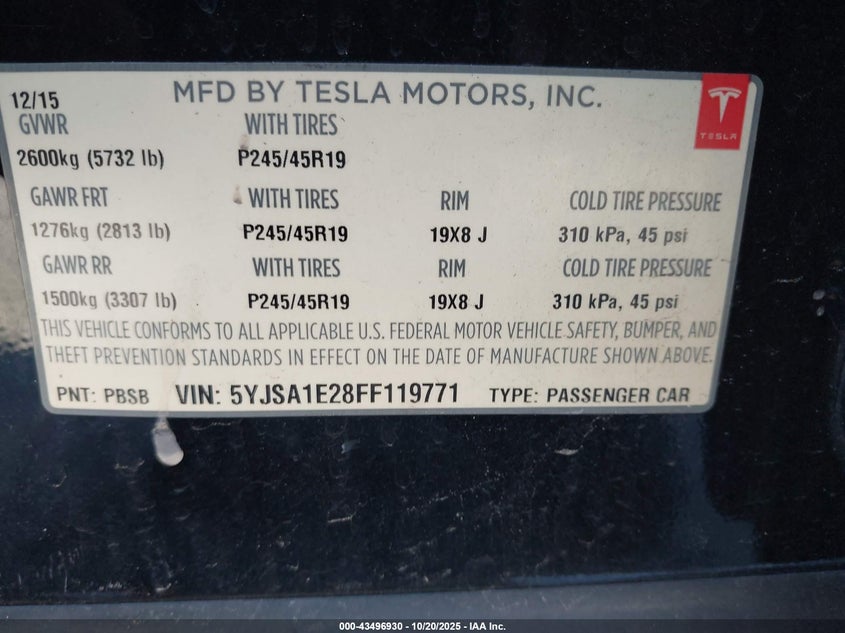 12/15 MFD BY TESLA MOTORS, INC.
TESLA
GVWR WITH TIRES
2600kg (5732 lb) P245/45R19
GAWR FRT WITH TIRES RIM COLD TIRE PRESSURE
1276kg (2813 lb) P245/45R19 19X8 J 310 kPa, 45 psi
GAWR RR WITH TIRES RIM COLD TIRE PRESSURE
1500kg (3307 lb) P245/45R19 19X8 J 310 kPa, 45 psi
THIS VEHICLE CONFORMS TO ALL APPLICABLE U.S. FEDERAL MOTOR VEHICLE SAFETY, BUMPER, AND
THEFT PREVENTION STANDARDS IN EFFECT ON THE DATE OF MANUFACTURE SHOWN ABOVE.
PNT: PBSB VIN: 5YJSA1E28FF119771 TYPE: PASSENGER CAR
000-43496930 - 10/20/2025 - IAA Inc.